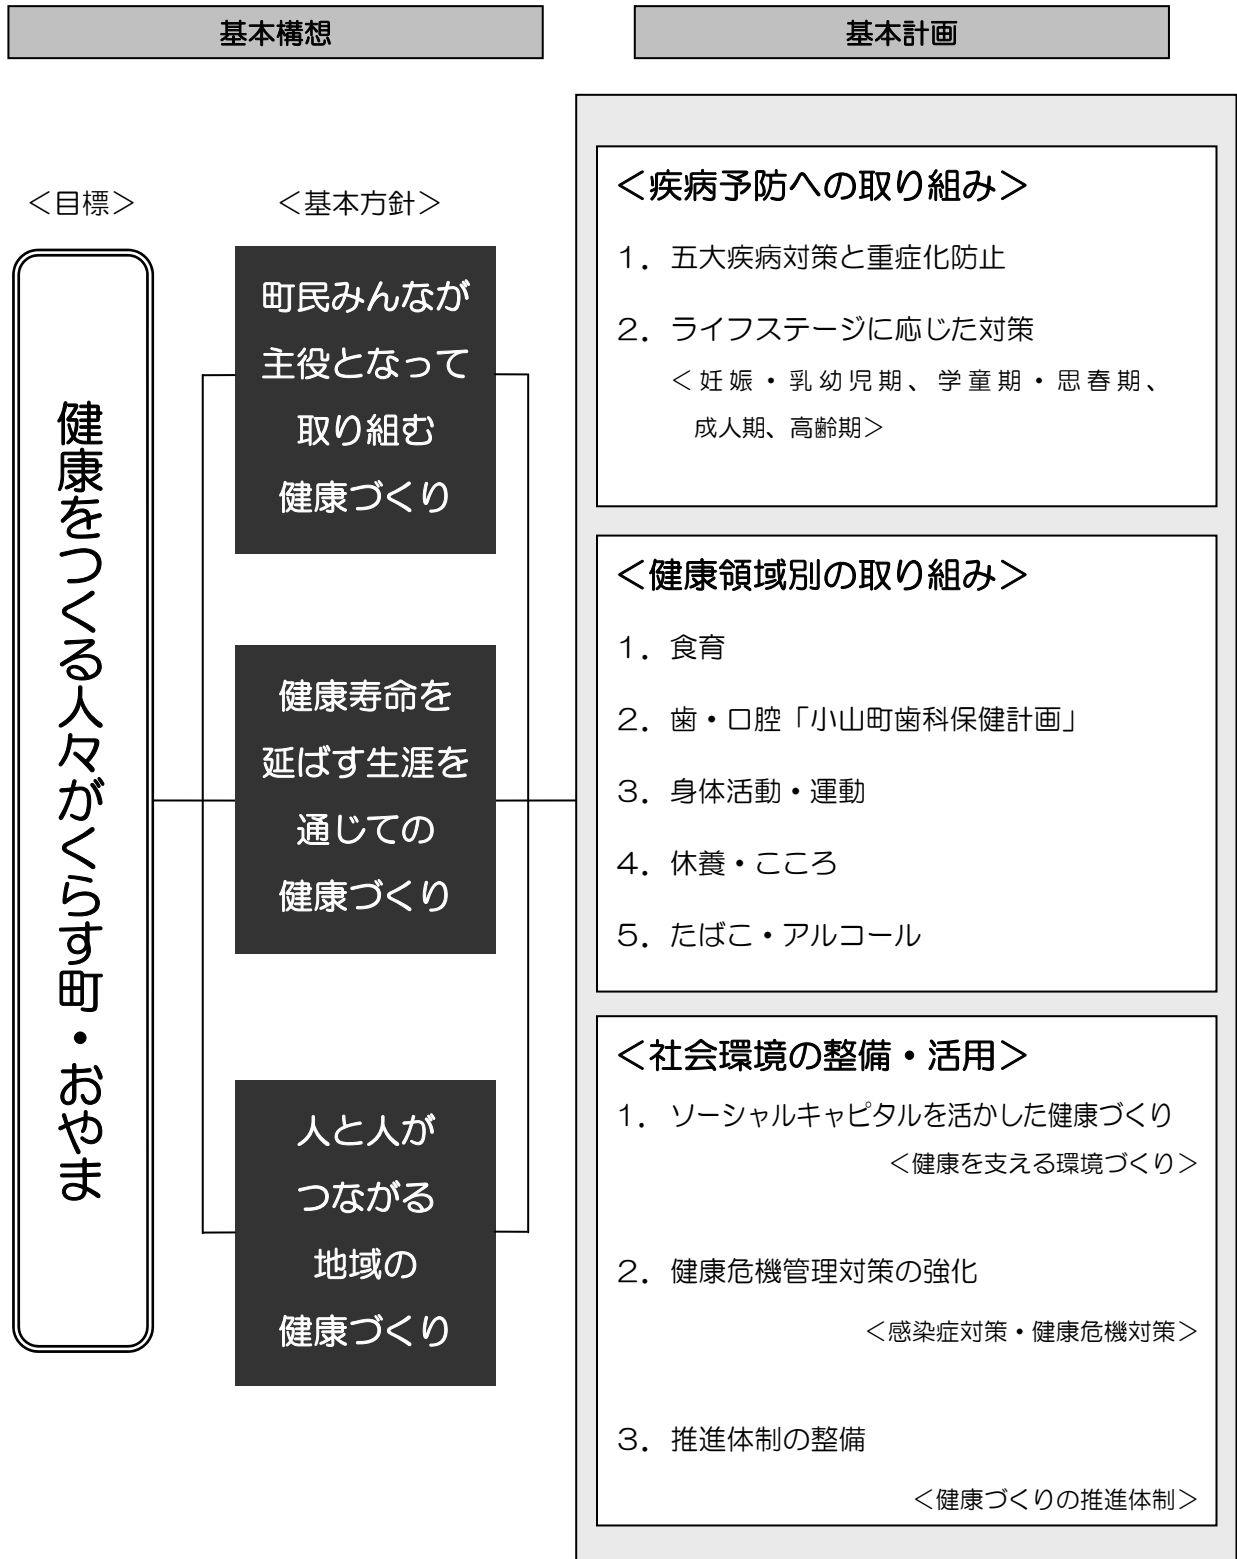 基本構想
基本計画
＜目標＞
＜基本方針＞
健康をつくる人々がくらす町・おやま
町民みんなが
主役となって
取り組む
健康づくり
健康寿命を
延ばす生涯を
通じての
健康づくり
人と人が
つながる
地域の
健康づくり
＜疾病予防への取り組み＞
１．五大疾病対策と重症化防止
２．ライフステージに応じた対策
＜妊娠・乳幼児期、学童期・思春期、
成人期、高齢期＞
＜健康領域別の取り組み＞
１．食育
２．歯・口腔「小山町歯科保健計画」
３．身体活動・運動
４．休養・こころ
５．たばこ・アルコール
＜社会環境の整備・活用＞
１．ソーシャルキャピタルを活かした健康づくり
＜健康を支える環境づくり＞
２．健康危機管理対策の強化
＜感染症対策・健康危機対策＞
３．推進体制の整備
＜健康づくりの推進体制＞